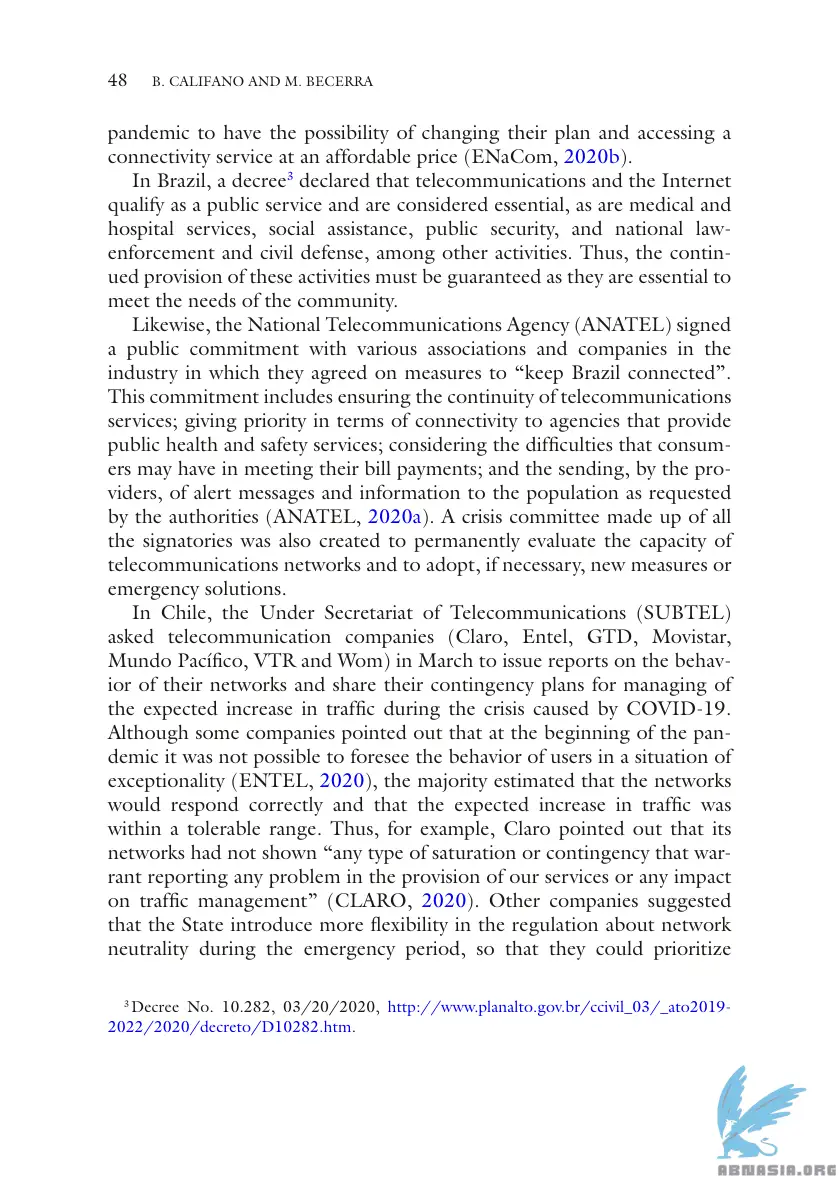 48 B. CALIFANO AND M. BECERRA
pandemic to have the possibility of changing their plan and accessing a
connectivity service at an affordable price (ENaCom, 2020b).
In Brazil, a decree³ declared that telecommunications and the Internet
qualify as a public service and are considered essential, as are medical and
hospital services, social assistance, public security, and national law-
enforcement and civil defense, among other activities. Thus, the contin-
ued provision of these activities must be guaranteed as they are essential to
meet the needs of the community.
Likewise, the National Telecommunications Agency (ANATEL) signed
a public commitment with various associations and companies in the
industry in which they agreed on measures to “keep Brazil connected”.
This commitment includes ensuring the continuity of telecommunications
services; giving priority in terms of connectivity to agencies that provide
public health and safety services; considering the difficulties that consum-
ers may have in meeting their bill payments; and the sending, by the pro-
viders, of alert messages and information to the population as requested
by the authorities (ANATEL, 2020a). A crisis committee made up of all
the signatories was also created to permanently evaluate the capacity of
telecommunications networks and to adopt, if necessary, new measures or
emergency solutions.
In Chile, the Under Secretariat of Telecommunications (SUBTEL)
asked telecommunication companies (Claro, Entel, GTD, Movistar,
Mundo Pacífico, VTR and Wom) in March to issue reports on the behav-
ior of their networks and share their contingency plans for managing of
the expected increase in traffic during the crisis caused by COVID-19.
Although some companies pointed out that at the beginning of the pan-
demic it was not possible to foresee the behavior of users in a situation of
exceptionality (ENTEL, 2020), the majority estimated that the networks
would respond correctly and that the expected increase in traffic was
within a tolerable range. Thus, for example, Claro pointed out that its
networks had not shown “any type of saturation or contingency that war-
rant reporting any problem in the provision of our services or any impact
on traffic management” (CLARO, 2020). Other companies suggested
that the State introduce more flexibility in the regulation about network
neutrality during the emergency period, so that they could prioritize
³Decree No. 10.282, 03/20/2020, http://www.planalto.gov.br/ccivil_03/_ato2019-
2022/2020/decreto/D10282.htm.
ABNASIA.ORG